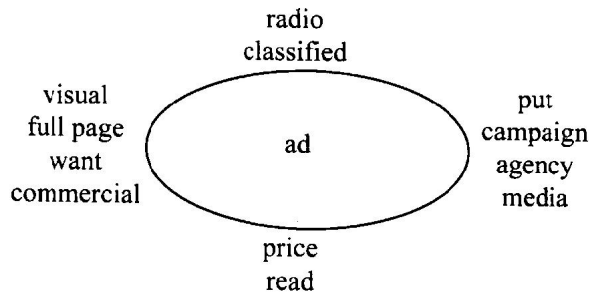 radio
classified
visual
full page
want
commercial
ad
put
campaign
agency
media
price
read